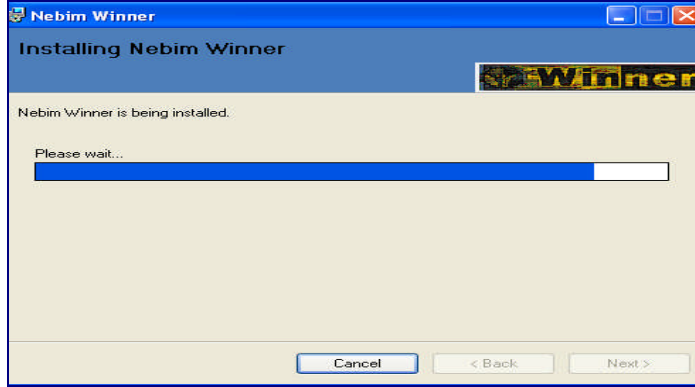 Nebim Winner
Installing Nebim Winner
Winner
Nebim Winner is being installed.
Please wait...
Cancel
< Back
Next >